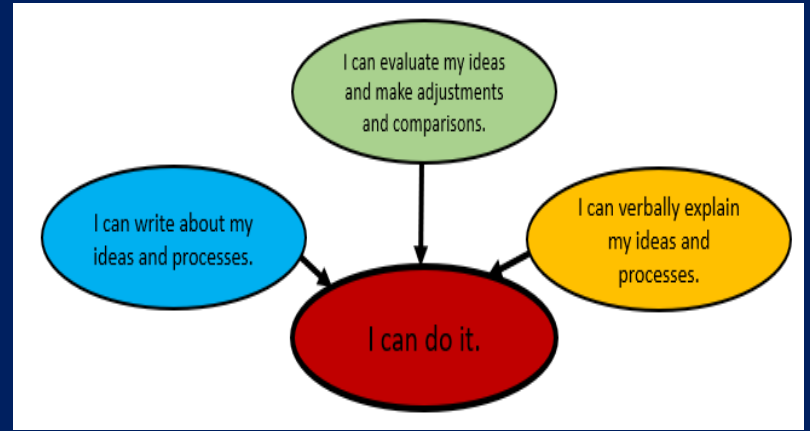 I can evaluate my ideas
and make adjustments
and comparisons.
I can write about my
ideas and processes.
I can verbally explain
my ideas and
processes.
I can do it.